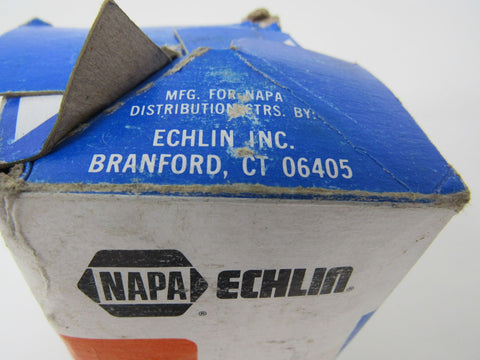 MFG. FOR NAPA
DISTRIBUTION CTRS. BY:
ECHLIN INC.
BRANFORD, CT 06405
NAPA® ECHLIN®